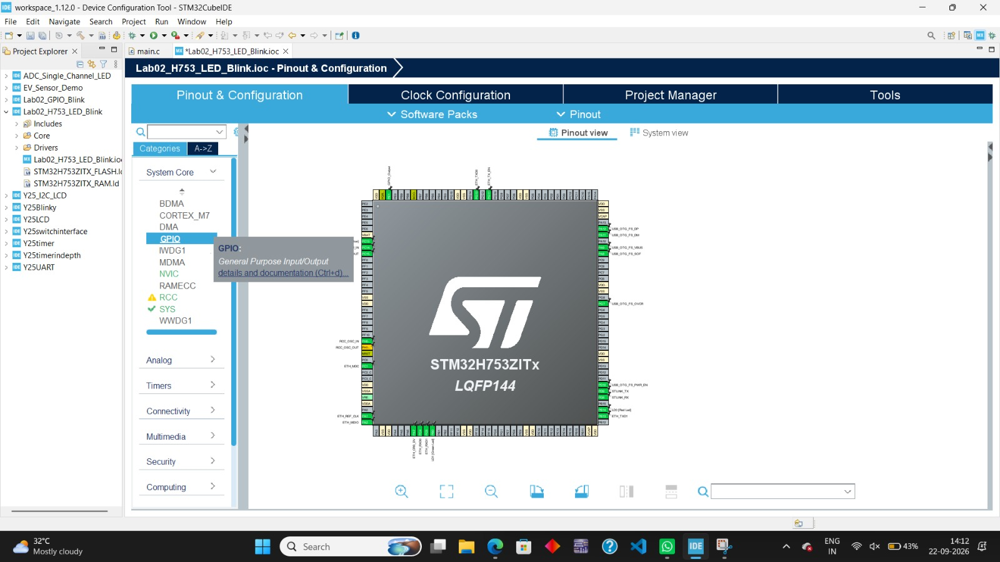 workspace_1.12.0 - Device Configuration Tool - STM32CubeIDE
File Edit Navigate Search Project Run Window Help
Project Explorer
main.c
*Lab02_H753_LED_Blink.ioc
ADC_Single_Channel_LED
EV_Sensor_Demo
Lab02_GPIO_Blink
Lab02_H753_LED_Blink
Includes
Core
Drivers
Lab02_H753_LED_Blink.io
STM32H753ZITX_FLASH.l
STM32H753ZITX_RAM.ld
Y25_I2C_LCD
Y25Blinky
Y25LCD
Y25switchinterface
Y25timer
Y25timerindepth
Y25UART
Lab02_H753_LED_Blink.ioc - Pinout & Configuration
Pinout & Configuration
Clock Configuration
Project Manager
Tools
Software Packs
Pinout
Pinout view
System view
Categories
A->Z
System Core
BDMA
CORTEX_M7
DMA
GPIO
IWDG1
MDMA
NVIC
RAMECC
RCC
SYS
WWDG1
Analog
Timers
Connectivity
Multimedia
Security
Computing
GPIO:
General Purpose Input/Output
details and documentation (Ctrl+d)...
GPIO_Output
ETH_TXD0
ETH_TX_EN
USB_OTG_FS_DP
USB_OTG_FS_DM
USB_OTG_FS_VBUS
USB_OTG_FS_SOF
USB_OTG_FS_OVCR
USB_OTG_FS_PWR_EN
STLINK_TX
STLINK_RX
LD3 [Red Led]
ETH_TXD1
RCC_OSC_IN
RCC_OSC_OUT
ETH_MDC
ETH_REF_CLK
ETH_MDIO
ETH_CRS_DV
ETH_RXD0
ETH_RXD1
LD1 [Green Led]
STM32H753ZITx
LQFP144
32°C
Mostly cloudy
Search
ENG
IN
43%
14:12
22-09-2026